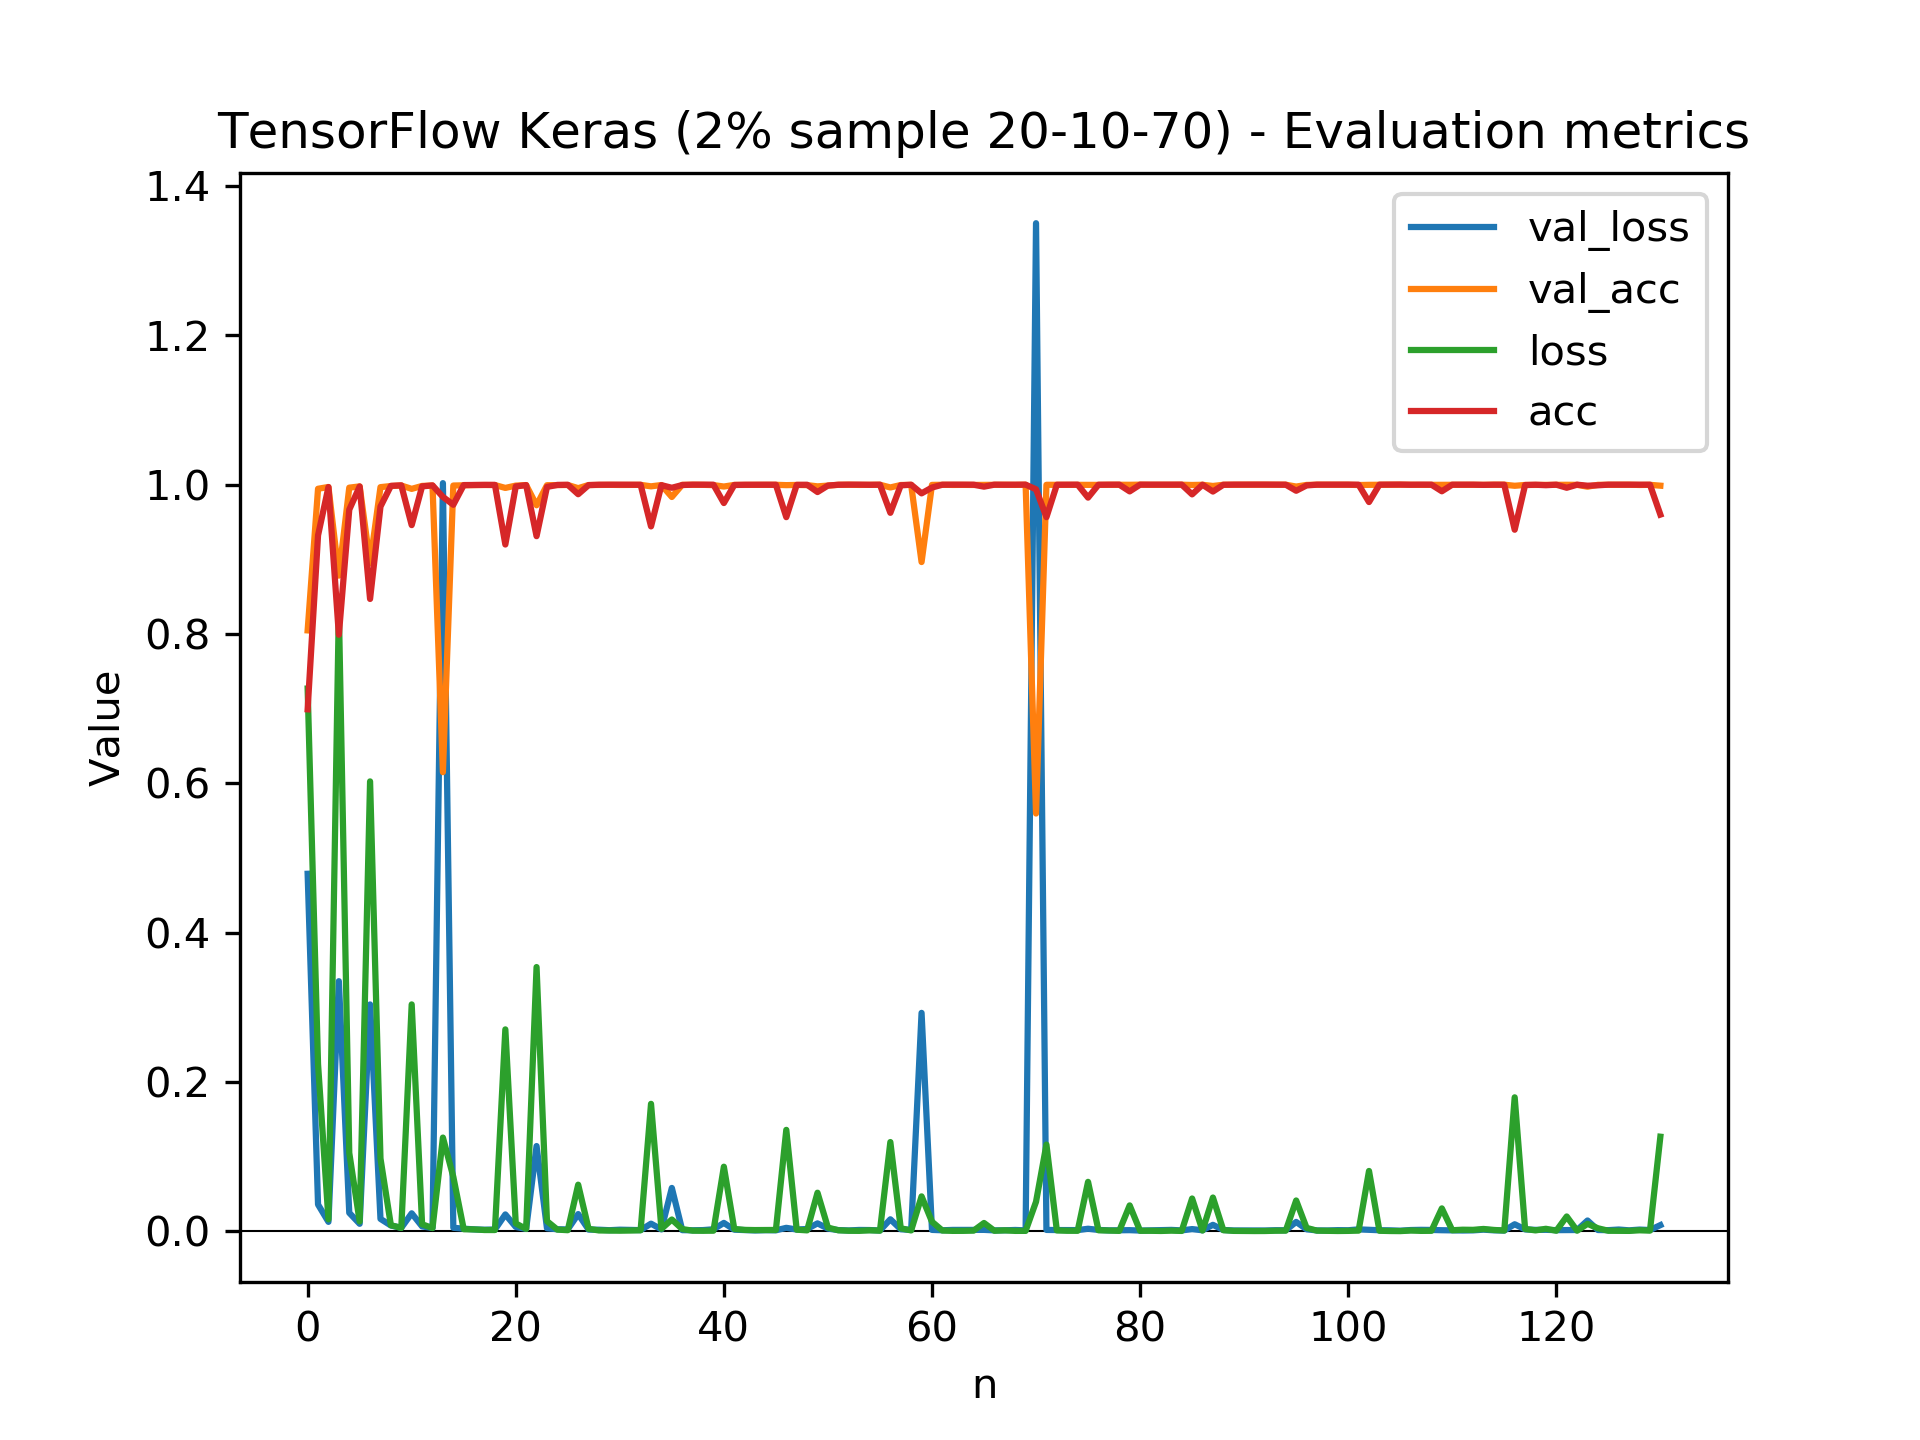 TensorFlow Keras (2% sample 20-10-70) - Evaluation metrics
1.4
1.2
1.0
0.8
0.6
0.4
0.2
0.0
Value
val_loss
val_acc
loss
acc
0 20 40 60 80 100 120
n